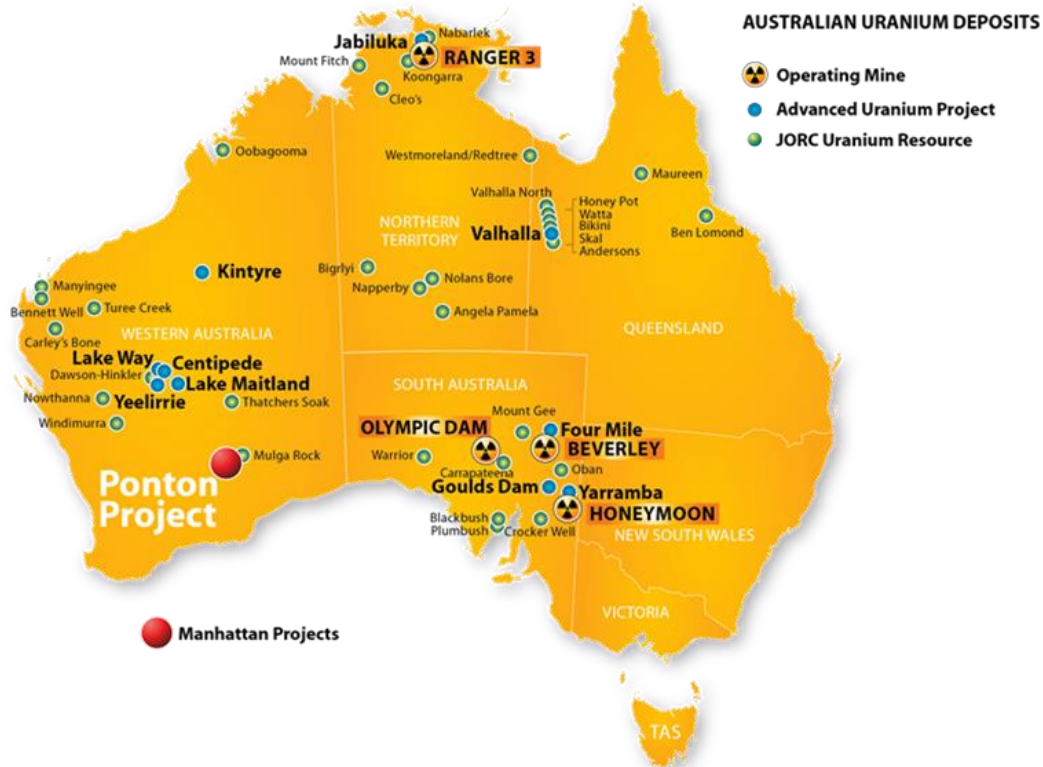 AUSTRALIAN URANIUM DEPOSITS
Operating Mine
Advanced Uranium Project
JORC Uranium Resource
Nabarlek
Jabiluka
RANGER 3
Mount Fitch
Koongarra
Cleo's
Oobagooma
Westmoreland/Redtree
Maureen
Valhalla North
Honey Pot
Watta
Bikini
Skal
Andersons
Valhalla
Ben Lomond
NORTHERN
TERRITORY
Bigrlyi
Nolans Bore
Napperby
Angela Pamela
Kintyre
Manyingee
Bennett Well
Turee Creek
Carley's Bone
WESTERN AUSTRALIA
QUEENSLAND
Lake Way
Centipede
Dawson-Hinkler
Lake Maitland
Nowthanna
Yeelirrie
Thatchers Soak
Windimurra
SOUTH AUSTRALIA
Mount Gee
OLYMPIC DAM
Four Mile
BEVERLEY
Warrior
Carrapateena
Oban
Mulga Rock
Ponton
Project
Goulds Dam
Yarramba
HONEYMOON
Blackbush
Plumbush
Crocker Well
NEW SOUTH WALES
VICTORIA
Manhattan Projects
TAS